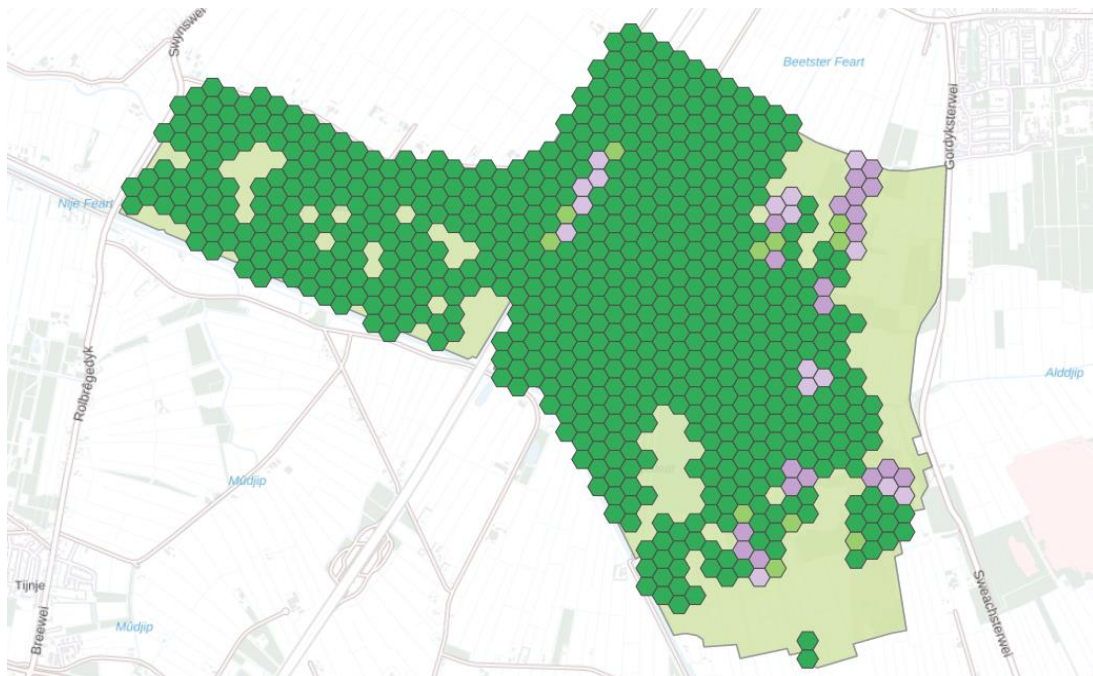 Swynswei
Beetster Feart
Gordyksterwei
Nije Feart
Rolbrêgedyk
Alddjip
Mûdjip
Tijnje
Breewei
Mûdjip
Sweachsterwei